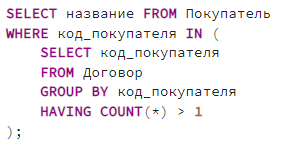 SELECT название FROM Покупатель
WHERE код_покупателя IN (
    SELECT код_покупателя
    FROM Договор
    GROUP BY код_покупателя
    HAVING COUNT(*) > 1
);